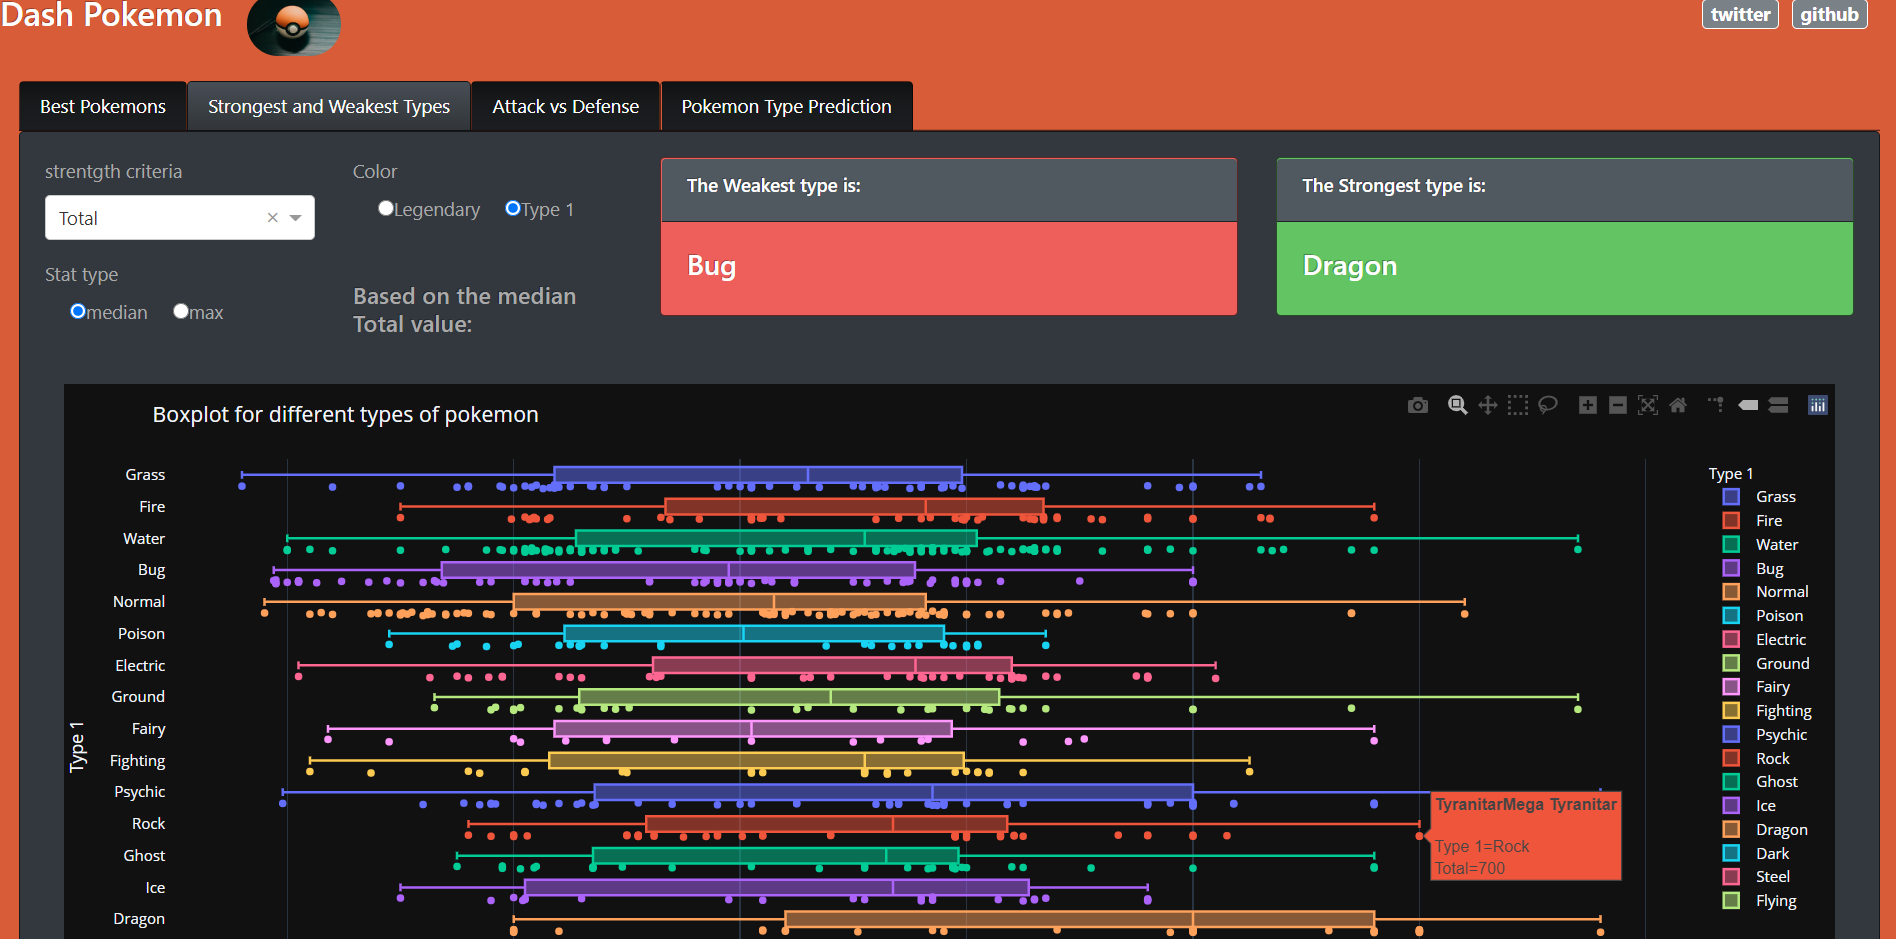 Dash Pokemon
twitter
github
Best Pokemons
Strongest and Weakest Types
Attack vs Defense
Pokemon Type Prediction
strentgth criteria
Total
Stat type
median
max
Color
Legendary
Type 1
Based on the median
Total value:
The Weakest type is:
Bug
The Strongest type is:
Dragon
Boxplot for different types of pokemon
Type 1
Grass
Fire
Water
Bug
Normal
Poison
Electric
Ground
Fairy
Fighting
Psychic
Rock
Ghost
Ice
Dragon
TyranitarMega Tyranitar
Type 1=Rock
Total=700
Type 1
Grass
Fire
Water
Bug
Normal
Poison
Electric
Ground
Fairy
Fighting
Psychic
Rock
Ghost
Ice
Dragon
Dark
Steel
Flying